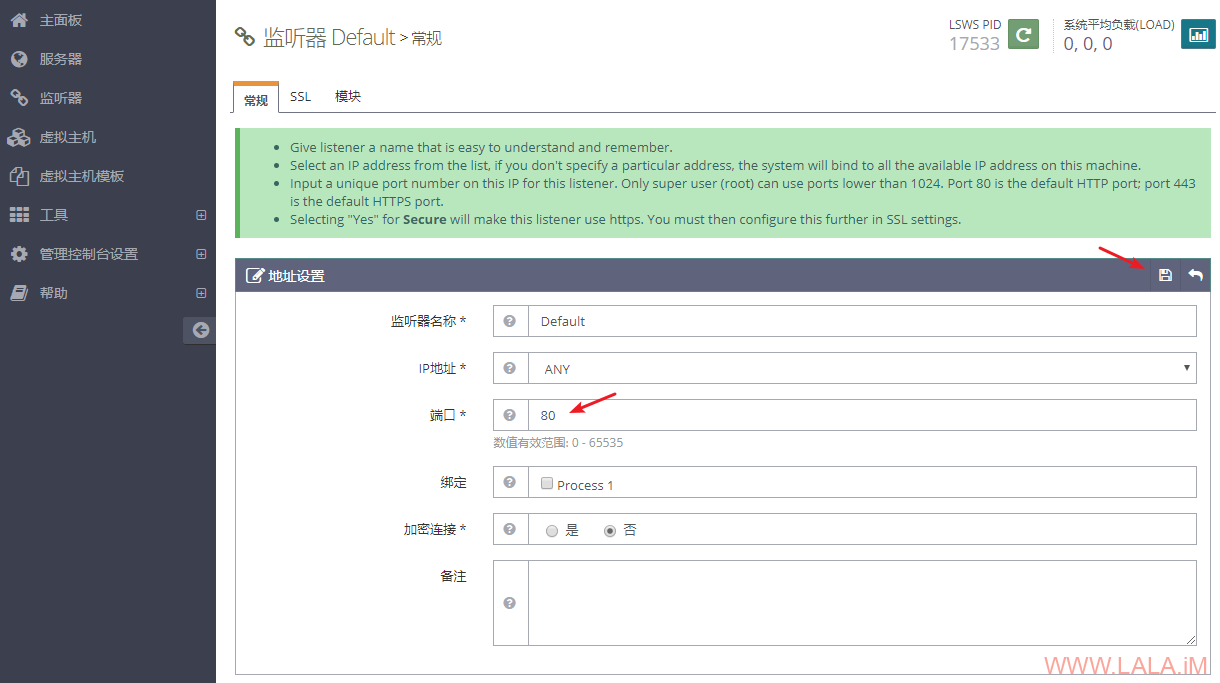 主面板
服务器
监听器
虚拟主机
虚拟主机模板
工具
管理控制台设置
帮助
监听器 Default > 常规
LSWS PID
17533
系统平均负载(LOAD)
0, 0, 0
常规 SSL 模块
Give listener a name that is easy to understand and remember.
Select an IP address from the list, if you don't specify a particular address, the system will bind to all the available IP address on this machine.
Input a unique port number on this IP for this listener. Only super user (root) can use ports lower than 1024. Port 80 is the default HTTP port; port 443
is the default HTTPS port.
Selecting "Yes" for Secure will make this listener use https. You must then configure this further in SSL settings.
地址设置
监听器名称 * Default
IP地址 * ANY
端口 * 80
数值有效范围: 0 - 65535
绑定 Process 1
加密连接 * 是 否
备注
WWW.LALA.iM